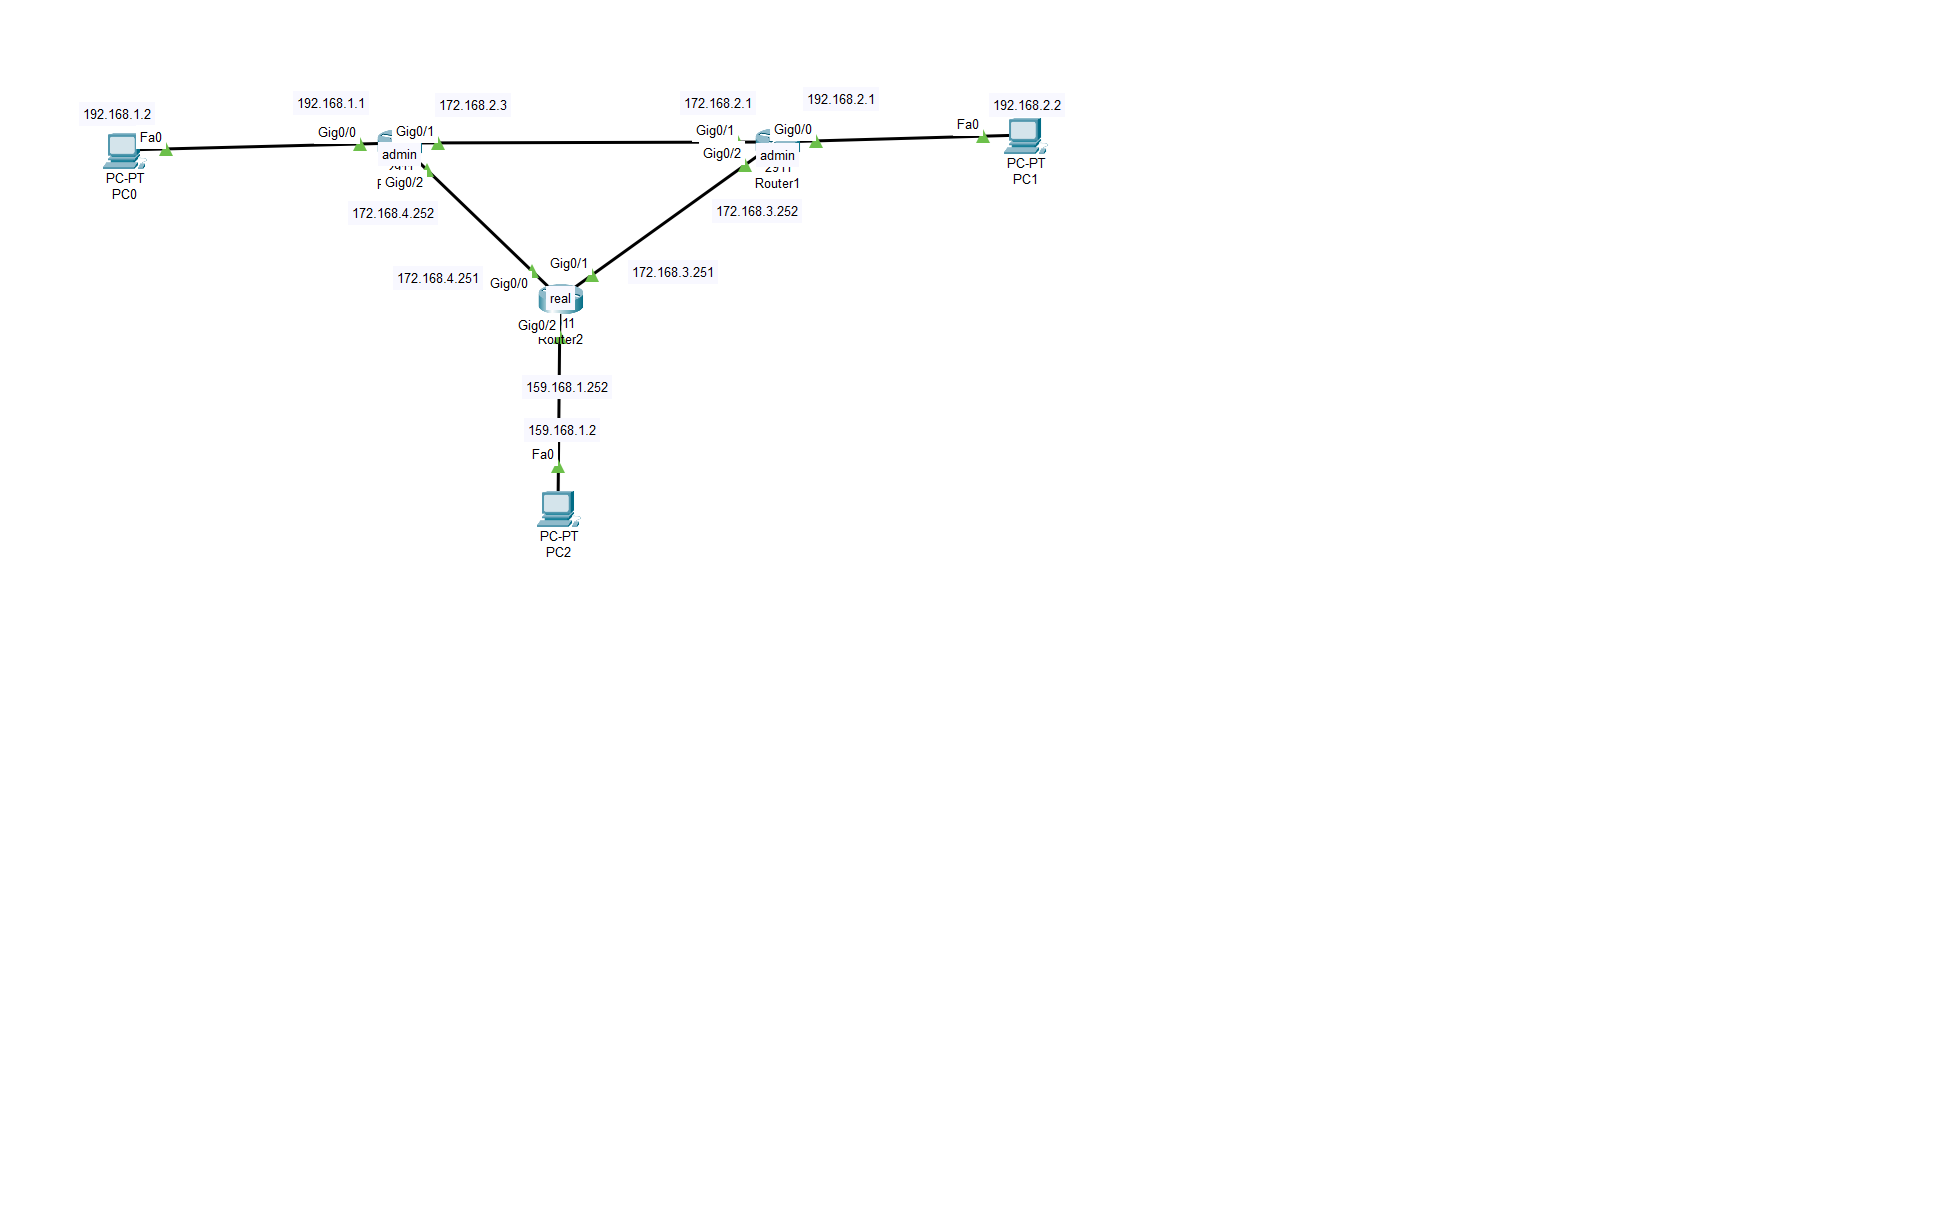 192.168.1.2
192.168.1.1
172.168.2.3
172.168.2.1
192.168.2.1
192.168.2.2
Fa0
Gig0/0
Gig0/1
Gig0/1
Gig0/0
Fa0
admin
Gig0/2
admin
2911
PC-PT
PC0
Gig0/2
Router1
PC-PT
PC1
172.168.4.252
172.168.3.252
172.168.4.251
Gig0/0
Gig0/1
172.168.3.251
real
Gig0/2
11
Router2
159.168.1.252
159.168.1.2
Fa0
PC-PT
PC2